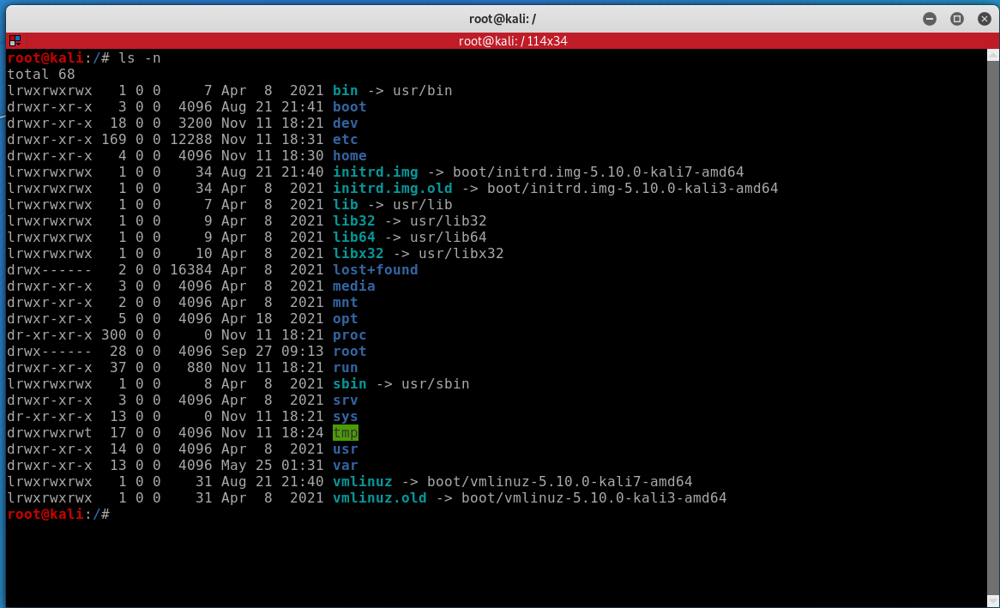 root@kali: /
root@kali: / 114x34
root@kali:/# ls -n
total 68
lrwxrwxrwx   1 0 0     7 Apr  8  2021 bin -> usr/bin
drwxr-xr-x   3 0 0  4096 Aug 21 21:41 boot
drwxr-xr-x  18 0 0  3200 Nov 11 18:21 dev
drwxr-xr-x 169 0 0 12288 Nov 11 18:31 etc
drwxr-xr-x   4 0 0  4096 Nov 11 18:30 home
lrwxrwxrwx   1 0 0    34 Aug 21 21:40 initrd.img -> boot/initrd.img-5.10.0-kali7-amd64
lrwxrwxrwx   1 0 0    34 Apr  8  2021 initrd.img.old -> boot/initrd.img-5.10.0-kali3-amd64
lrwxrwxrwx   1 0 0     7 Apr  8  2021 lib -> usr/lib
lrwxrwxrwx   1 0 0     9 Apr  8  2021 lib32 -> usr/lib32
lrwxrwxrwx   1 0 0     9 Apr  8  2021 lib64 -> usr/lib64
lrwxrwxrwx   1 0 0    10 Apr  8  2021 libx32 -> usr/libx32
drwx------   2 0 0 16384 Apr  8  2021 lost+found
drwxr-xr-x   3 0 0  4096 Apr  8  2021 media
drwxr-xr-x   2 0 0  4096 Apr  8  2021 mnt
drwxr-xr-x   5 0 0  4096 Apr 18  2021 opt
dr-xr-xr-x 300 0 0     0 Nov 11 18:21 proc
drwx------  28 0 0  4096 Sep 27 09:13 root
drwxr-xr-x  37 0 0   880 Nov 11 18:21 run
lrwxrwxrwx   1 0 0     8 Apr  8  2021 sbin -> usr/sbin
drwxr-xr-x   3 0 0  4096 Apr  8  2021 srv
dr-xr-xr-x  13 0 0     0 Nov 11 18:21 sys
drwxrwxrwt  17 0 0  4096 Nov 11 18:24 tmp
drwxr-xr-x  14 0 0  4096 Apr  8  2021 usr
drwxr-xr-x  13 0 0  4096 May 25 01:31 var
lrwxrwxrwx   1 0 0    31 Aug 21 21:40 vmlinuz -> boot/vmlinuz-5.10.0-kali7-amd64
lrwxrwxrwx   1 0 0    31 Apr  8  2021 vmlinuz.old -> boot/vmlinuz-5.10.0-kali3-amd64
root@kali:/#